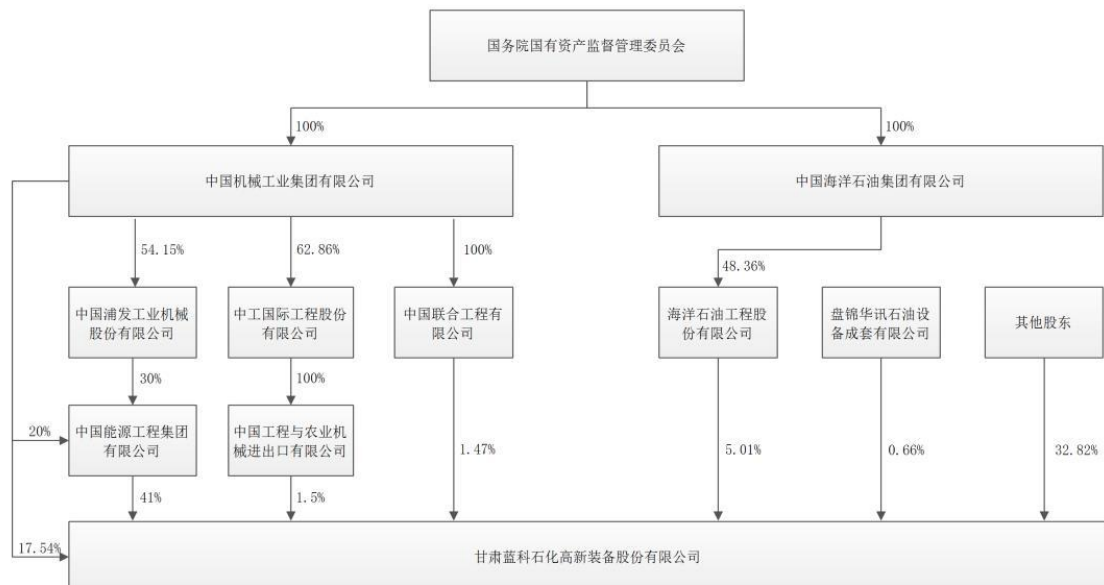 国务院国有资产监督管理委员会
100%
100%
中国机械工业集团有限公司
中国海洋石油集团有限公司
54.15%
62.86%
100%
48.36%
中国浦发工业机械
股份有限公司
中工国际工程股份
有限公司
中国联合工程有
限公司
海洋石油工程股
份有限公司
盘锦华讯石油设
备成套有限公司
其他股东
30%
100%
20%
中国能源工程集团
有限公司
中国工程与农业机
械进出口有限公司
1.47%
5.01%
0.66%
32.82%
41%
1.5%
17.54%
甘肃蓝科石化高新装备股份有限公司